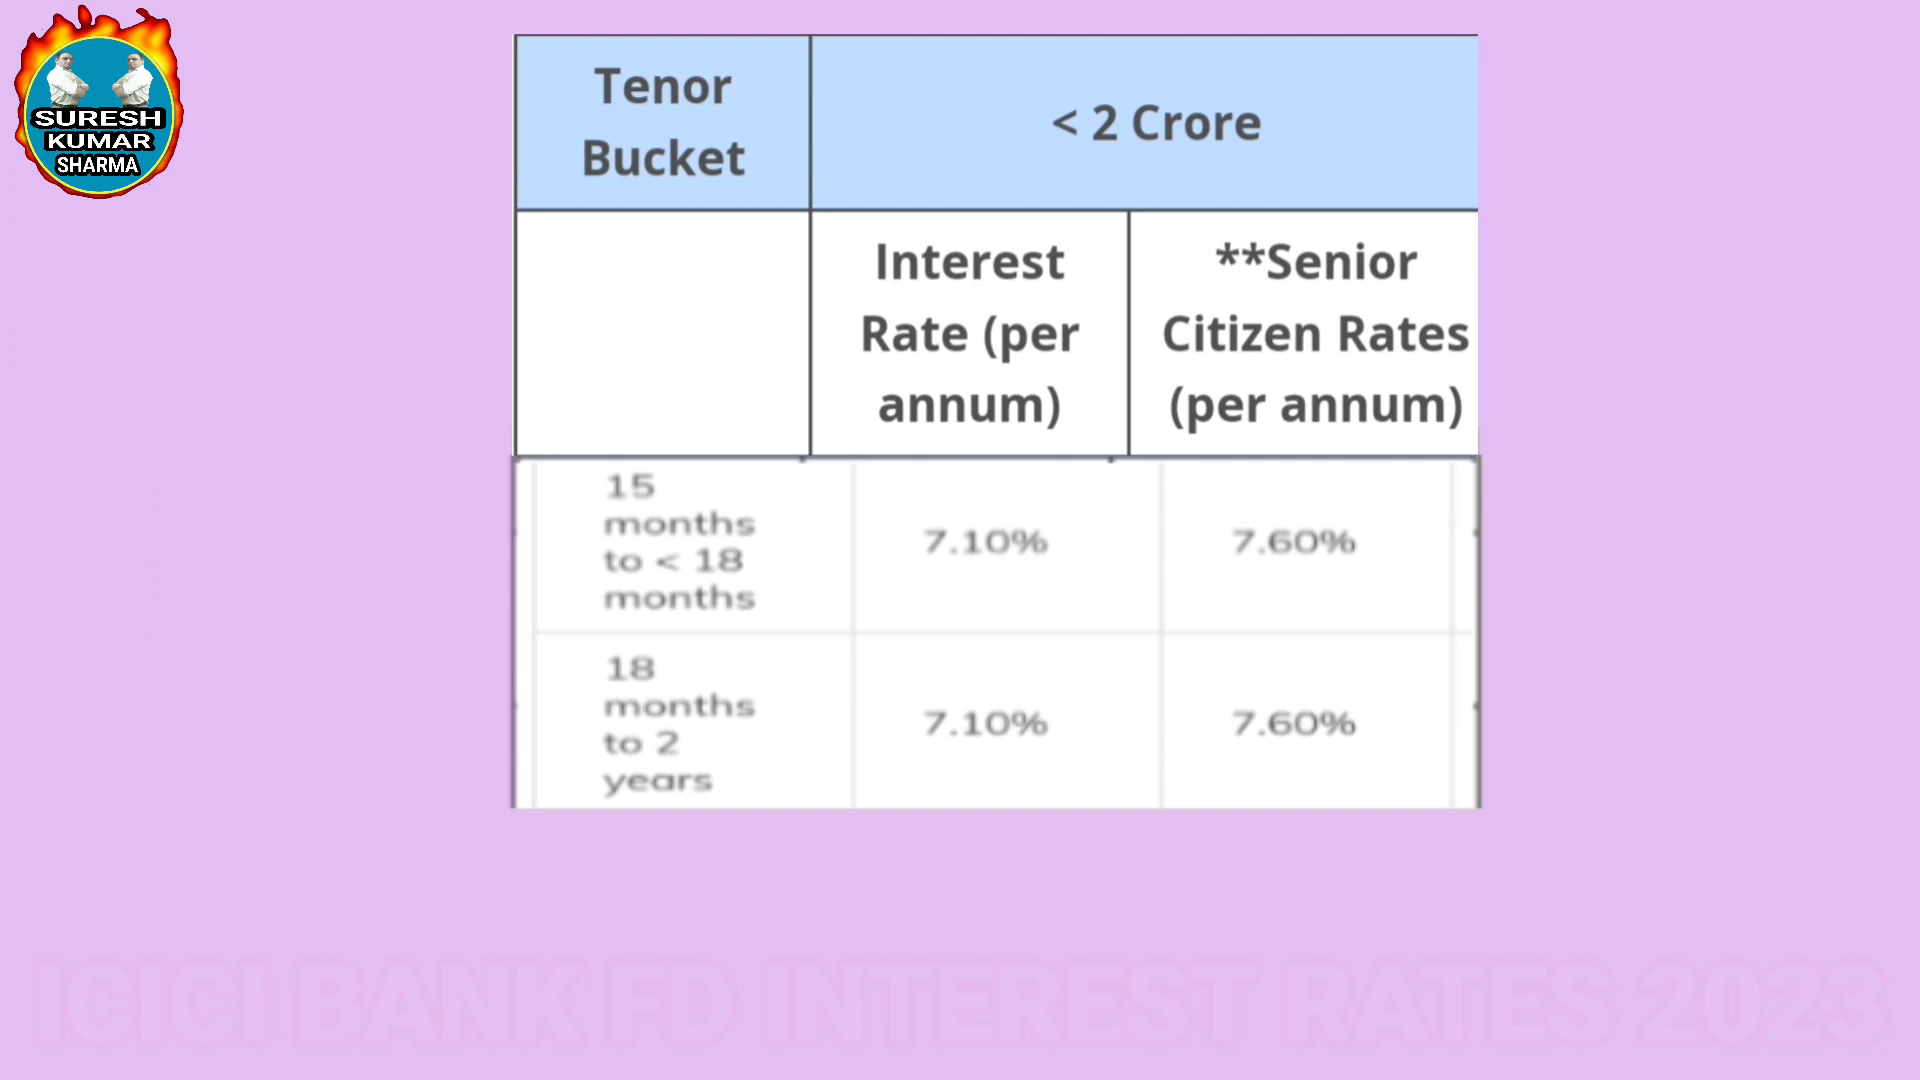 SURESH
KUMAR
SHARMA
Tenor
Bucket
< 2 Crore
Interest
Rate (per
annum)
**Senior
Citizen Rates
(per annum)
15
months
to < 18
months
7.10%
7.60%
18
months
to 2
years
7.10%
7.60%
ICICI BANK FD INTEREST RATES 2023